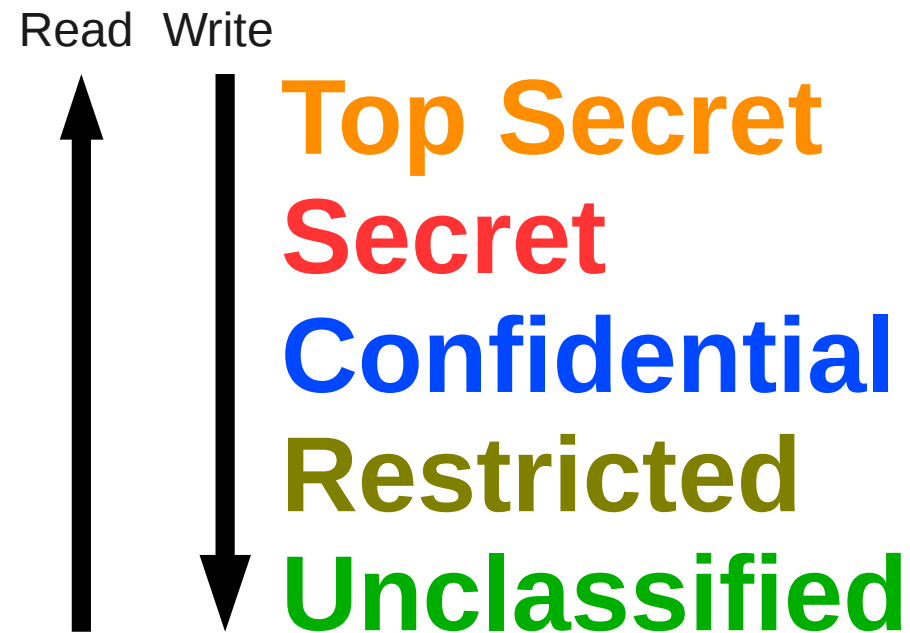 Read Write
Top Secret
Secret
Confidential
Restricted
Unclassified